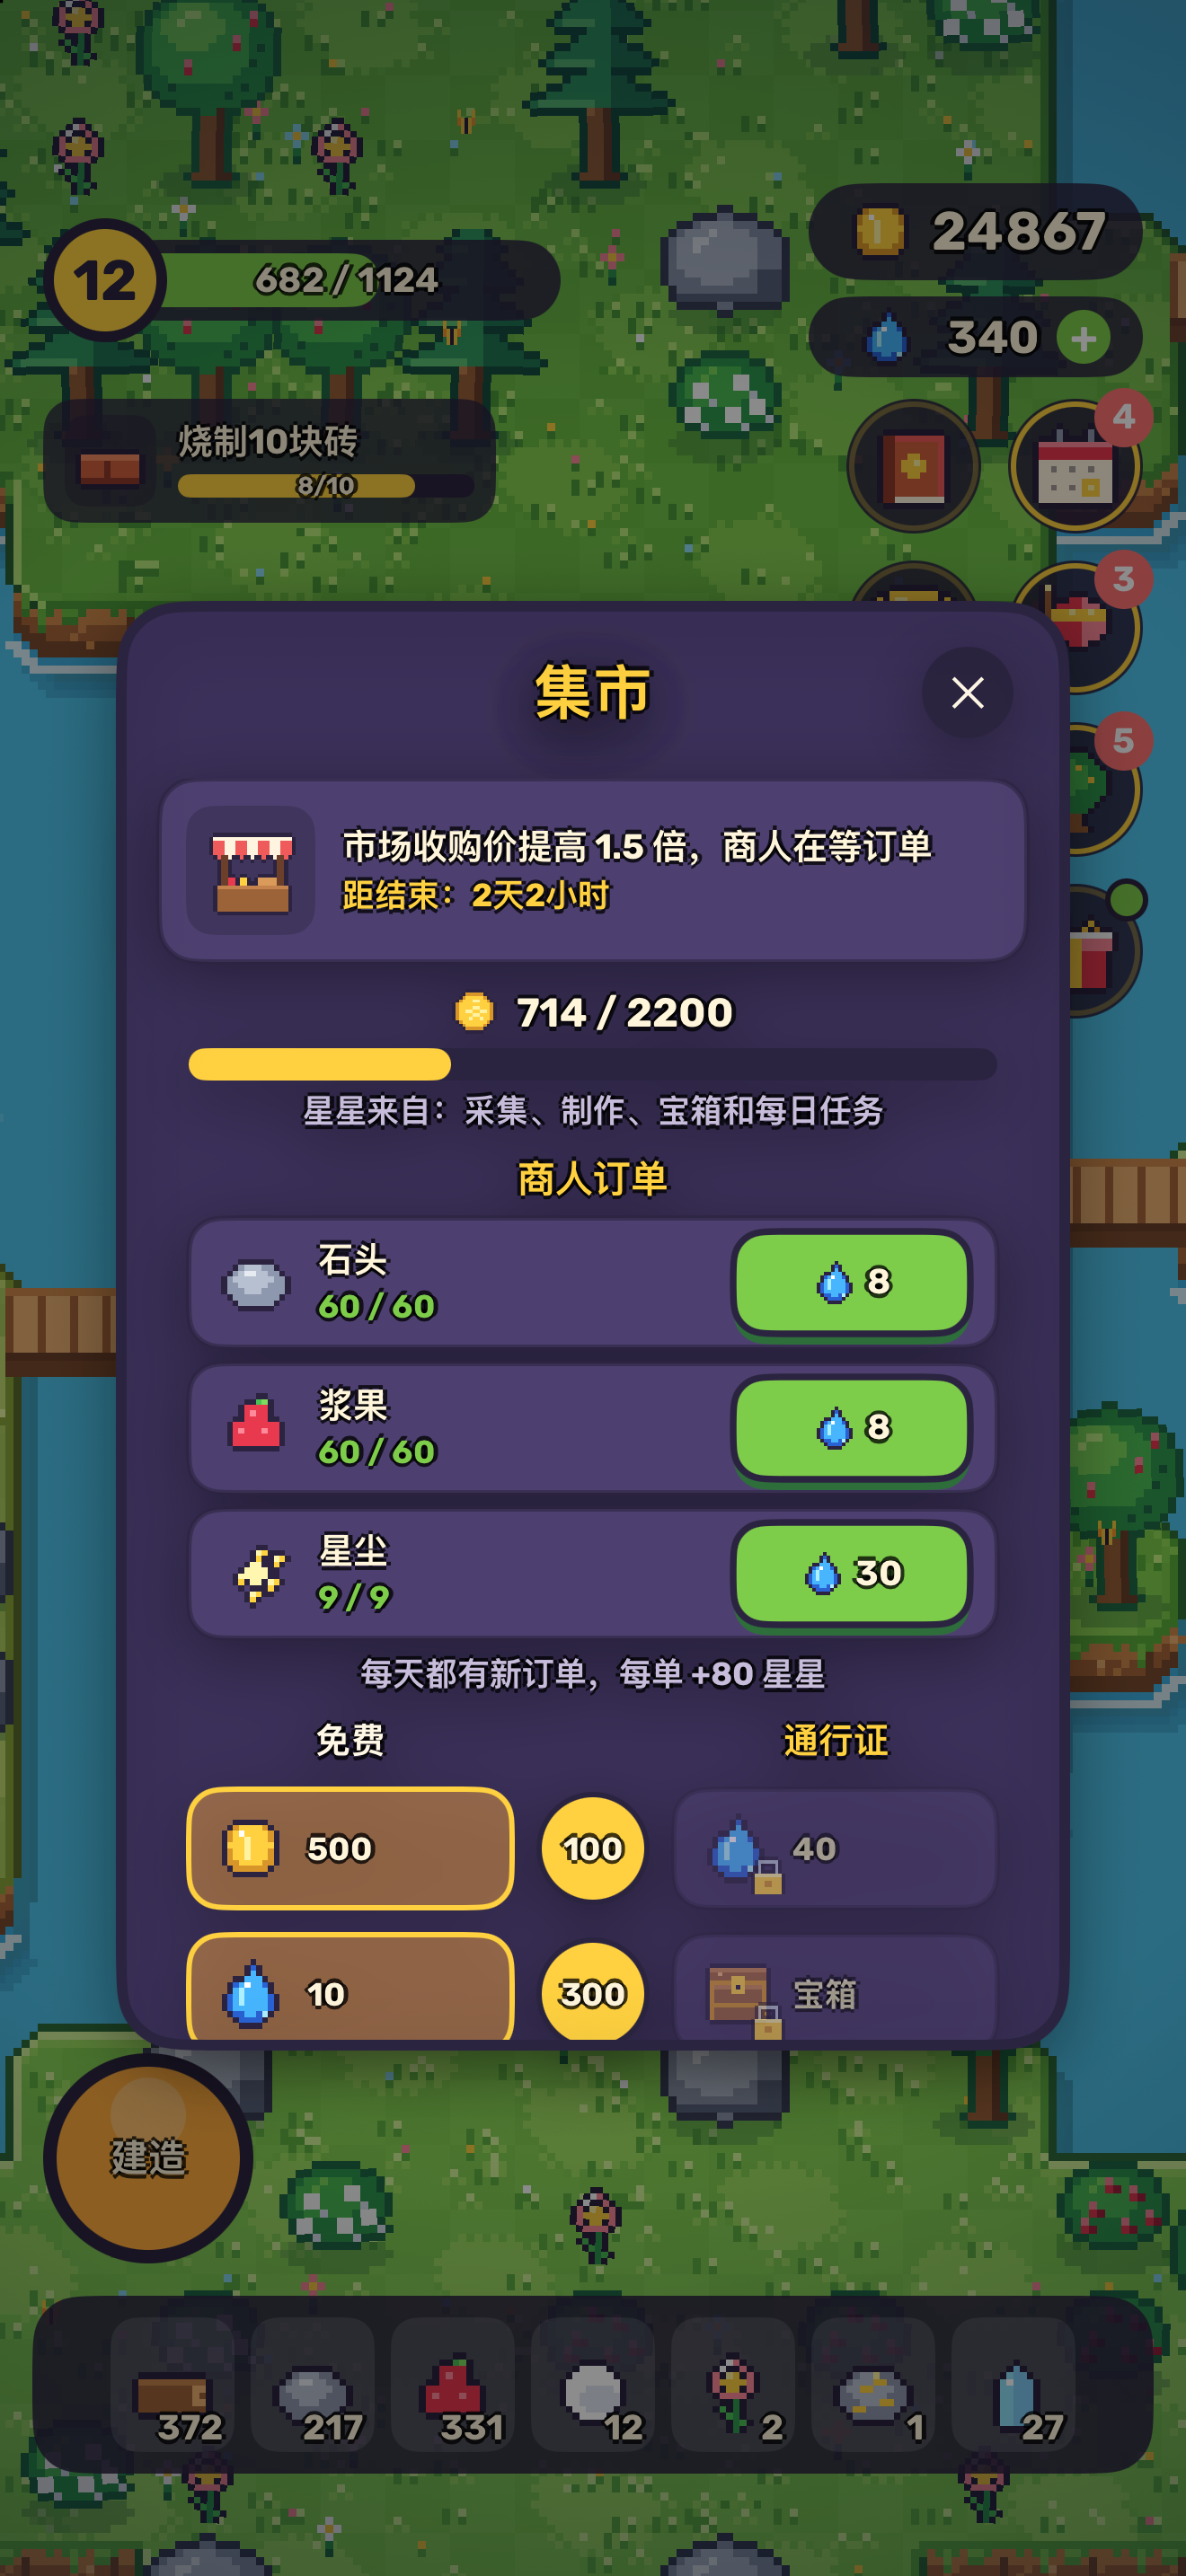 24867
12
682 / 1124
340
+
4
烧制10块砖
8/10
3
集市
5
市场收购价提高 1.5 倍，商人在等订单
距结束：2天2小时
714 / 2200
星星来自：采集、制作、宝箱和每日任务
商人订单
石头
60 / 60
8
浆果
60 / 60
8
星尘
9 / 9
30
每天都有新订单，每单 +80 星星
免费
通行证
500
100
40
10
300
宝箱
建造
372
217
331
12
2
1
27